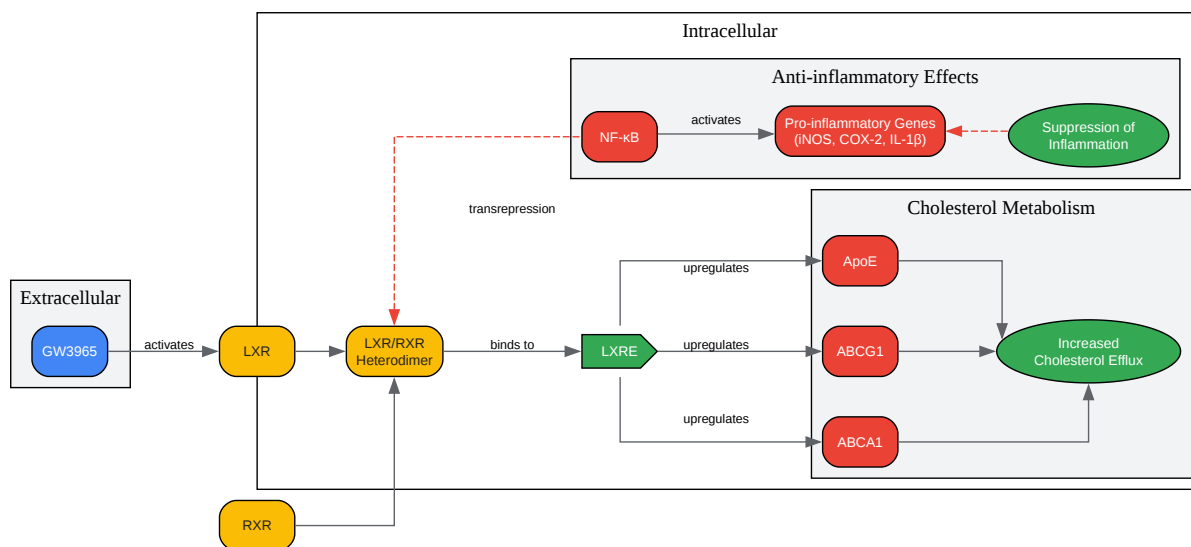 Intracellular
Anti-inflammatory Effects
NF-κB
activates
Pro-inflammatory Genes
(iNOS, COX-2, IL-1β)
Suppression of
Inflammation
transrepression
Cholesterol Metabolism
upregulates
ApoE
Extracellular
GW3965
activates
LXR
LXR/RXR
Heterodimer
binds to
LXRE
upregulates
ABCG1
Increased
Cholesterol Efflux
upregulates
ABCA1
RXR